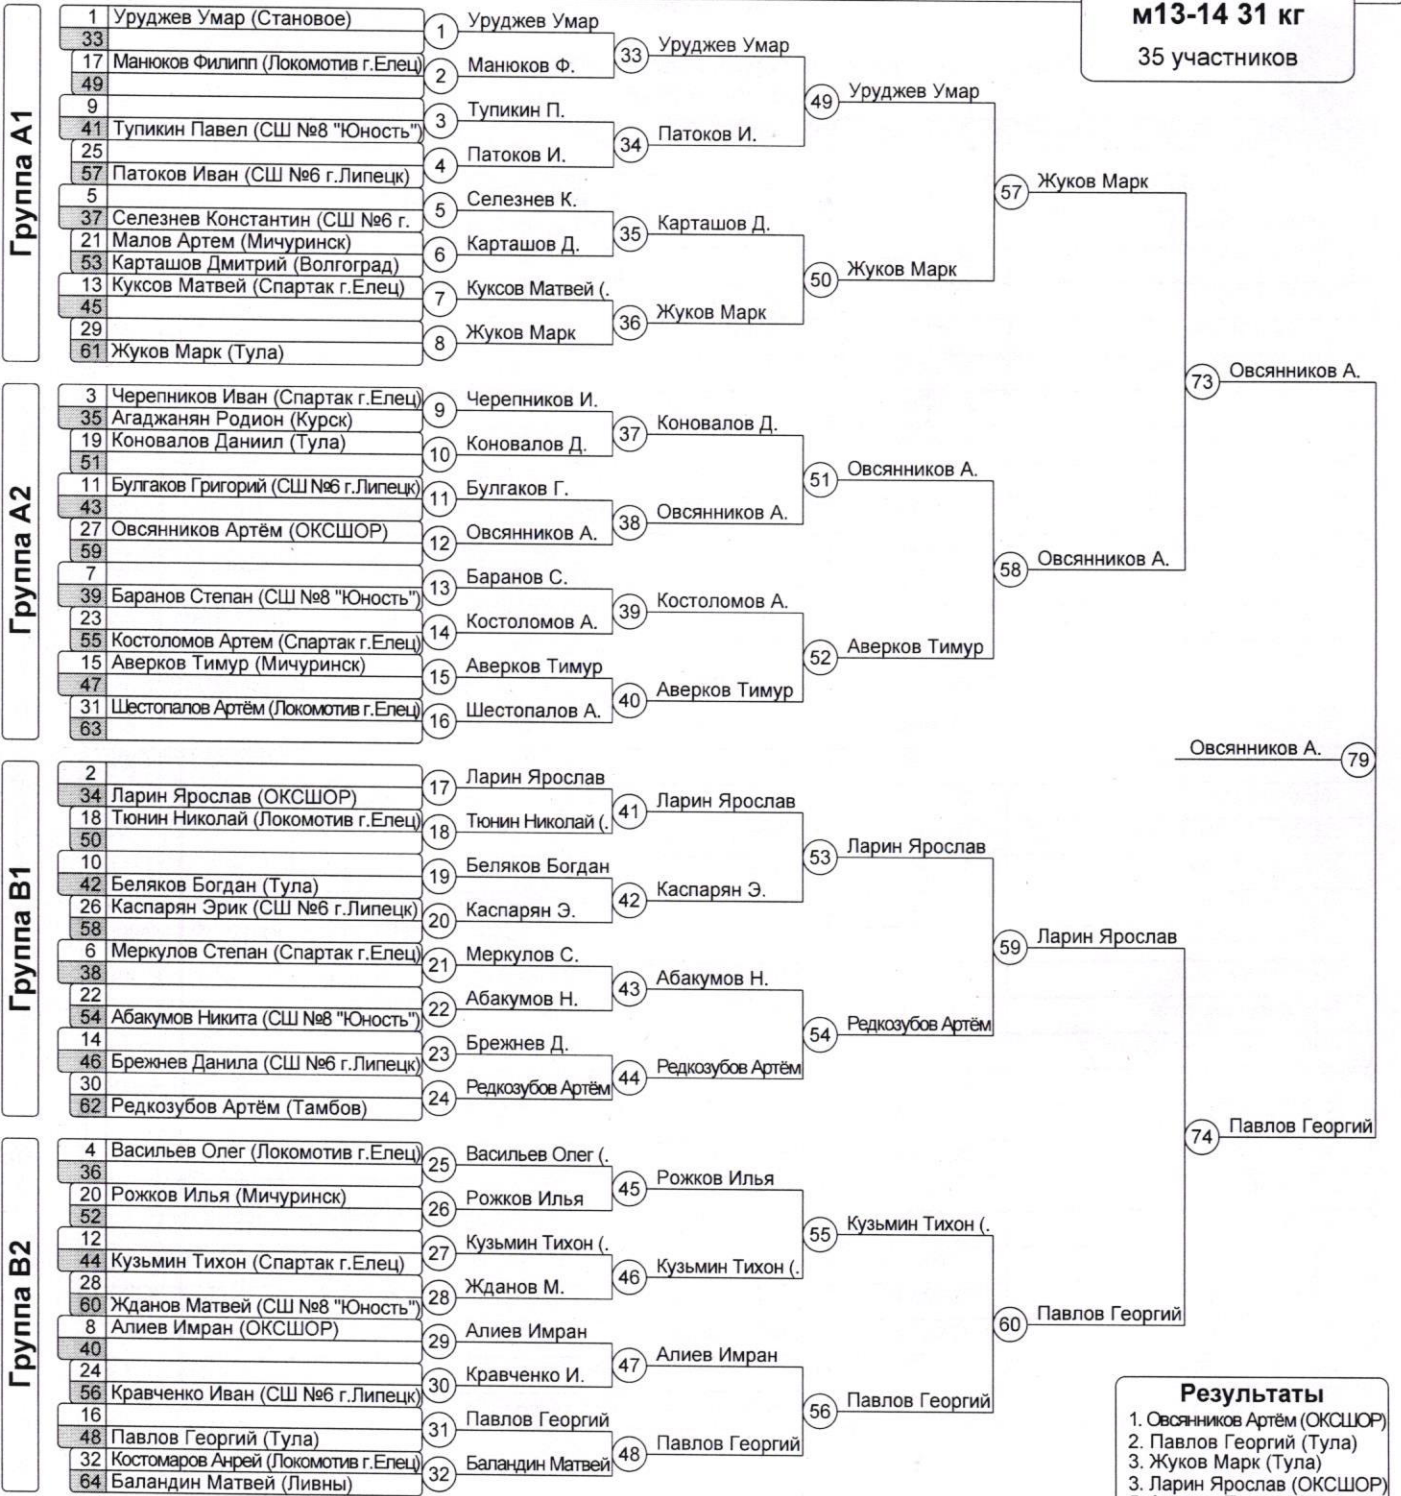 м13-14 31 кг
35 участников
Группа A1
1 Уруджев Умар (Становое)
33
17 Манюков Филипп (Локомотив г.Елец)
49
9
41 Тупикин Павел (СШ №8 "Юность")
25
57 Патоков Иван (СШ №6 г.Липецк)
5
37 Селезнев Константин (СШ №6 г.
21 Малов Артем (Мичуринск)
53 Карташов Дмитрий (Волгоград)
13 Куксов Матвей (Спартак г.Елец)
45
29
61 Жуков Марк (Тула)
1 Уруджев Умар
2 Манюков Ф.
3 Тупикин П.
4 Патоков И.
5 Селезнев К.
6 Карташов Д.
7 Куксов Матвей (.
8 Жуков Марк
33 Уруджев Умар
34 Патоков И.
35 Карташов Д.
36 Жуков Марк
49 Уруджев Умар
50 Жуков Марк
57 Жуков Марк
Группа A2
3 Черепников Иван (Спартак г.Елец)
35 Агаджанян Родион (Курск)
19 Коновалов Даниил (Тула)
51
11 Булгаков Григорий (СШ №6 г.Липецк)
43
27 Овсянников Артём (ОКСШОР)
59
7
39 Баранов Степан (СШ №8 "Юность")
23
55 Костоломов Артем (Спартак г.Елец)
15 Аверков Тимур (Мичуринск)
47
31 Шестопалов Артём (Локомотив г.Елец)
63
9 Черепников И.
10 Коновалов Д.
11 Булгаков Г.
12 Овсянников А.
13 Баранов С.
14 Костоломов А.
15 Аверков Тимур
16 Шестопалов А.
37 Коновалов Д.
38 Овсянников А.
39 Костоломов А.
40 Аверков Тимур
51 Овсянников А.
52 Аверков Тимур
58 Овсянников А.
73 Овсянников А.
Группа B1
2
34 Ларин Ярослав (ОКСШОР)
18 Тюнин Николай (Локомотив г.Елец)
50
10
42 Беляков Богдан (Тула)
26 Каспарян Эрик (СШ №6 г.Липецк)
58
6 Меркулов Степан (Спартак г.Елец)
38
22
54 Абакумов Никита (СШ №8 "Юность")
14
46 Брежнев Данила (СШ №6 г.Липецк)
30
62 Редкозубов Артём (Тамбов)
17 Ларин Ярослав
18 Тюнин Николай (.
19 Беляков Богдан
20 Каспарян Э.
21 Меркулов С.
22 Абакумов Н.
23 Брежнев Д.
24 Редкозубов Артём
41 Ларин Ярослав
42 Каспарян Э.
43 Абакумов Н.
44 Редкозубов Артём
53 Ларин Ярослав
54 Редкозубов Артём
59 Ларин Ярослав
Группа B2
4 Васильев Олег (Локомотив г.Елец)
36
20 Рожков Илья (Мичуринск)
52
12
44 Кузьмин Тихон (Спартак г.Елец)
28
60 Жданов Матвей (СШ №8 "Юность")
8 Алиев Имран (ОКСШОР)
40
24
56 Кравченко Иван (СШ №6 г.Липецк)
16
48 Павлов Георгий (Тула)
32 Костомаров Анрей (Локомотив г.Елец)
64 Баландин Матвей (Ливны)
25 Васильев Олег (.
26 Рожков Илья
27 Кузьмин Тихон (.
28 Жданов М.
29 Алиев Имран
30 Кравченко И.
31 Павлов Георгий
32 Баландин Матвей
45 Рожков Илья
46 Кузьмин Тихон (.
47 Алиев Имран
48 Павлов Георгий
55 Кузьмин Тихон (.
56 Павлов Георгий
60 Павлов Георгий
74 Павлов Георгий
Овсянников А. 79
Результаты
1. Овсянников Артём (ОКСШОР)
2. Павлов Георгий (Тула)
3. Жуков Марк (Тула)
3. Ларин Ярослав (ОКСШОР)